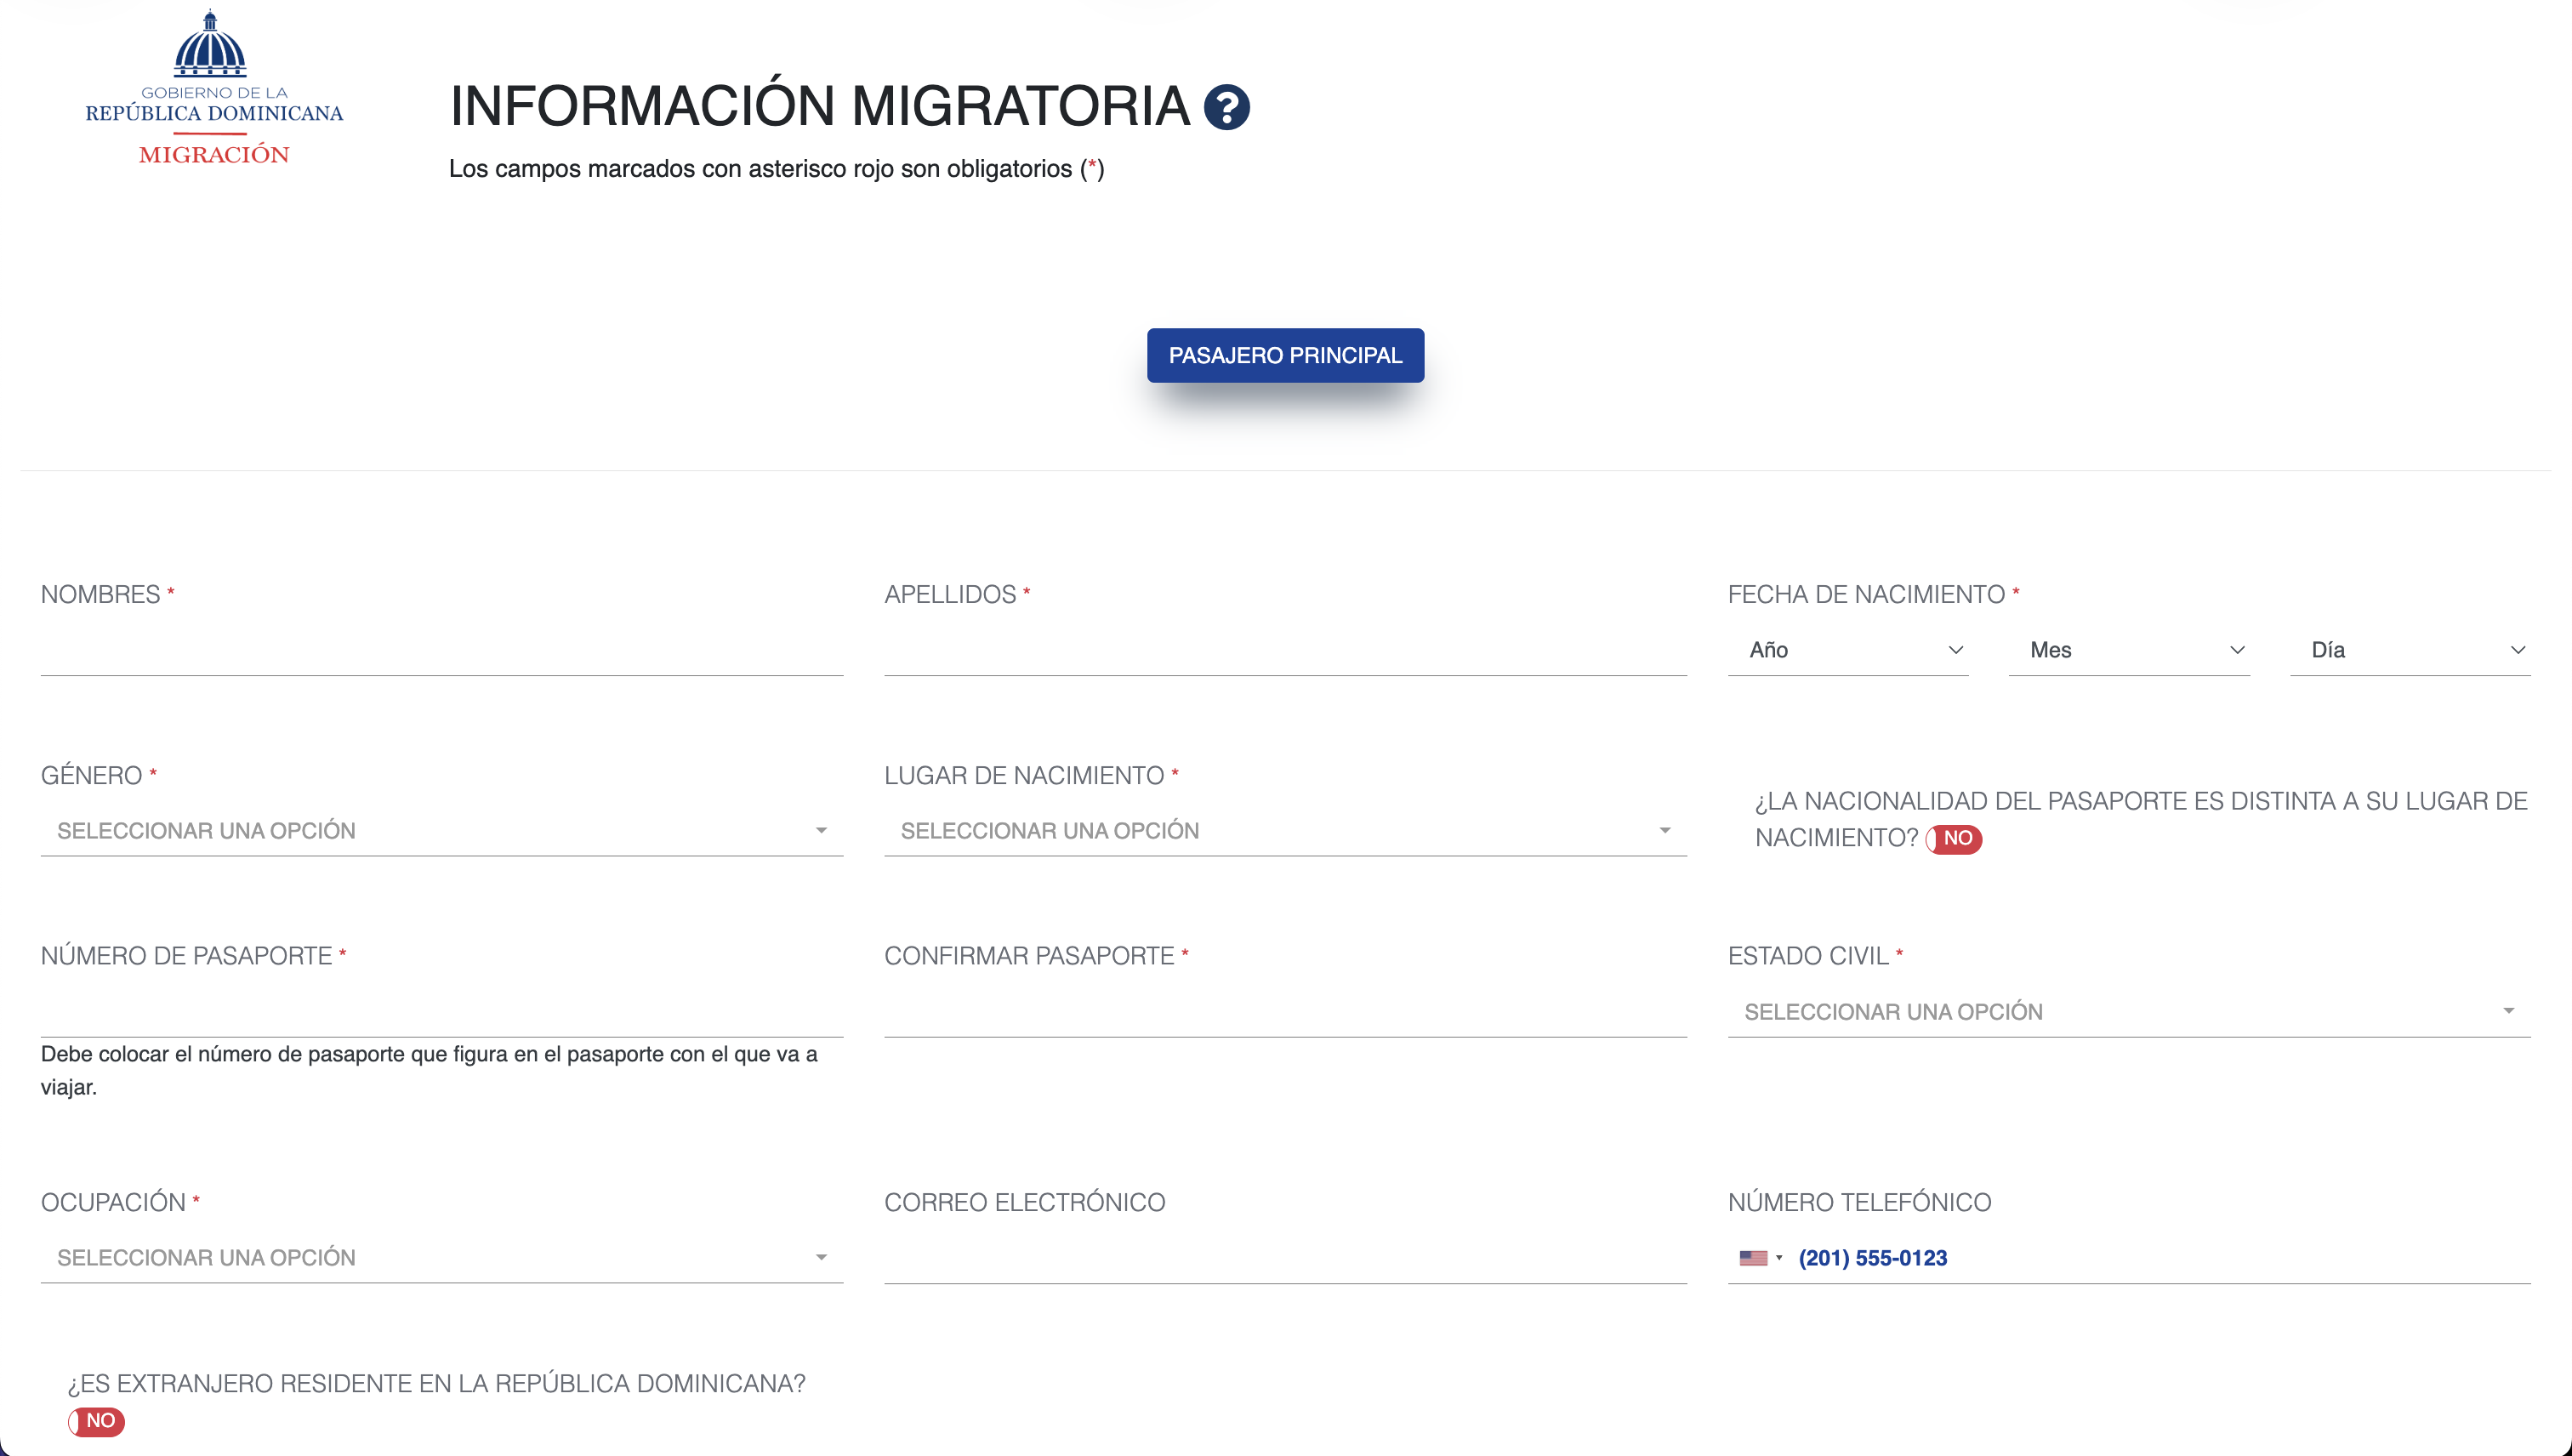 GOBIERNO DE LA
REPÚBLICA DOMINICANA
MIGRACIÓN
INFORMACIÓN MIGRATORIA ?
Los campos marcados con asterisco rojo son obligatorios (*)
PASAJERO PRINCIPAL
NOMBRES *
APELLIDOS *
FECHA DE NACIMIENTO *
Año
Mes
Día
GÉNERO *
SELECCIONAR UNA OPCIÓN
LUGAR DE NACIMIENTO *
SELECCIONAR UNA OPCIÓN
¿LA NACIONALIDAD DEL PASAPORTE ES DISTINTA A SU LUGAR DE
NACIMIENTO? NO
NÚMERO DE PASAPORTE *
Debe colocar el número de pasaporte que figura en el pasaporte con el que va a
viajar.
CONFIRMAR PASAPORTE *
ESTADO CIVIL *
SELECCIONAR UNA OPCIÓN
OCUPACIÓN *
SELECCIONAR UNA OPCIÓN
CORREO ELECTRÓNICO
NÚMERO TELEFÓNICO
(201) 555-0123
¿ES EXTRANJERO RESIDENTE EN LA REPÚBLICA DOMINICANA?
NO